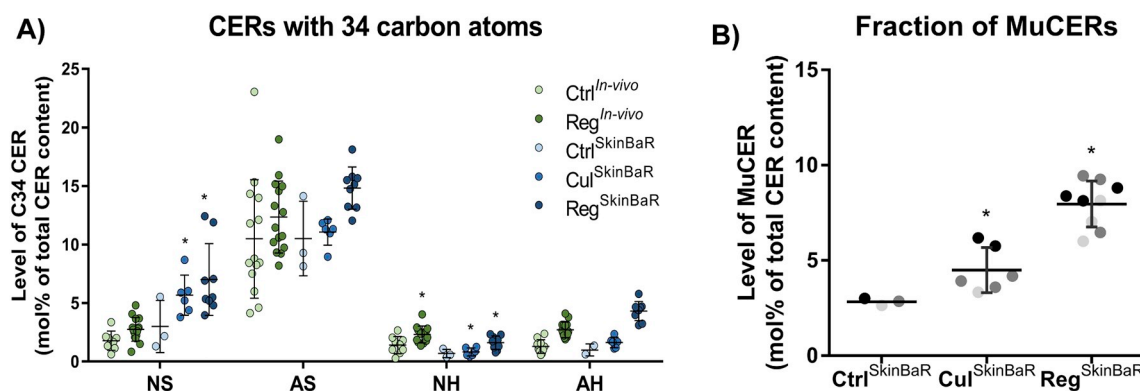 A)
CERs with 34 carbon atoms
Level of C34 CER
(mol% of total CER content)
25
20
15
10
5
0
NS
AS
NH
AH
*
*
*
*
*
Ctrl In-vivo
Reg In-vivo
Ctrl SkinBaR
Cul SkinBaR
Reg SkinBaR
B)
Fraction of MuCERs
Level of MuCER
(mol% of total CER content)
15
10
5
0
*
*
Ctrl SkinBaR
Cul SkinBaR
Reg SkinBaR